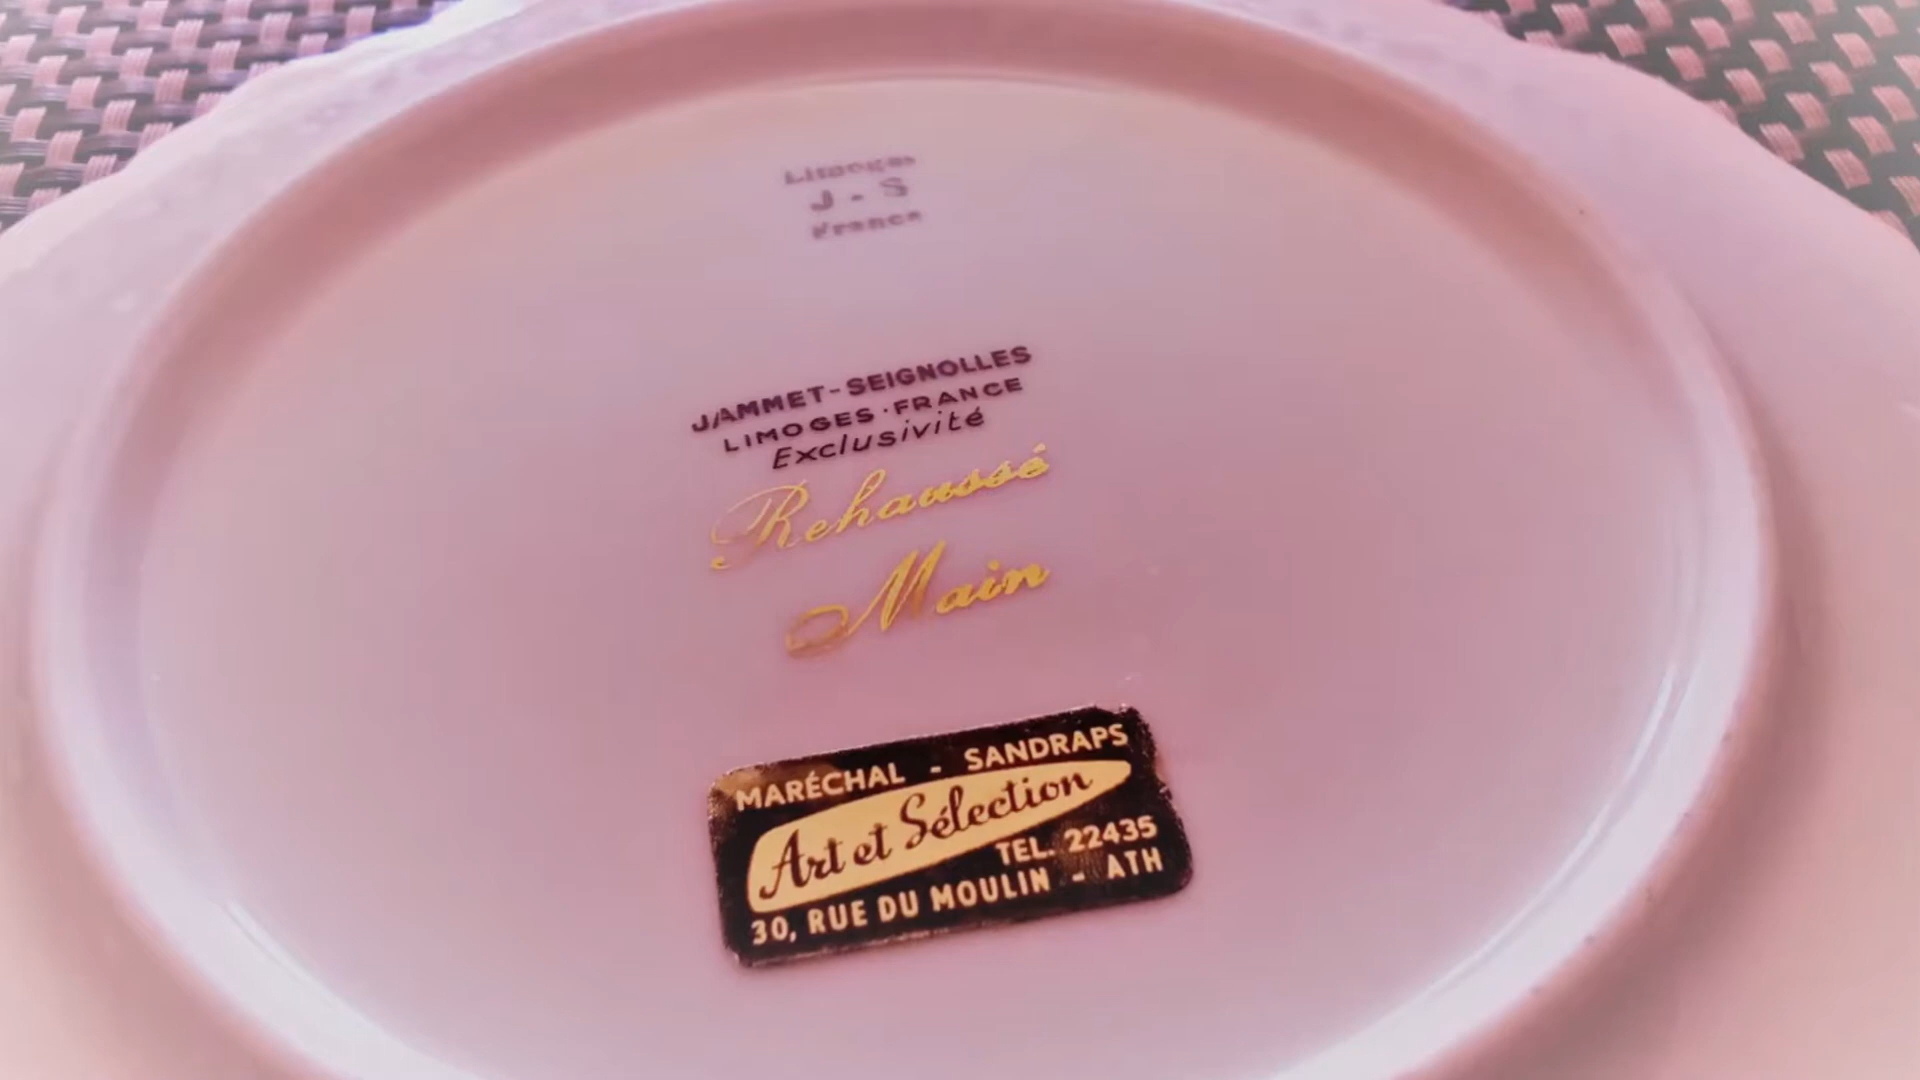 Limoges
J - S
France
JAMMET-SEIGNOLLES
LIMOGES·FRANCE
Exclusivité
Rehaussé
Main
MARÉCHAL - SANDRAPS
Art et Sélection
TEL. 22435
30, RUE DU MOULIN - ATH